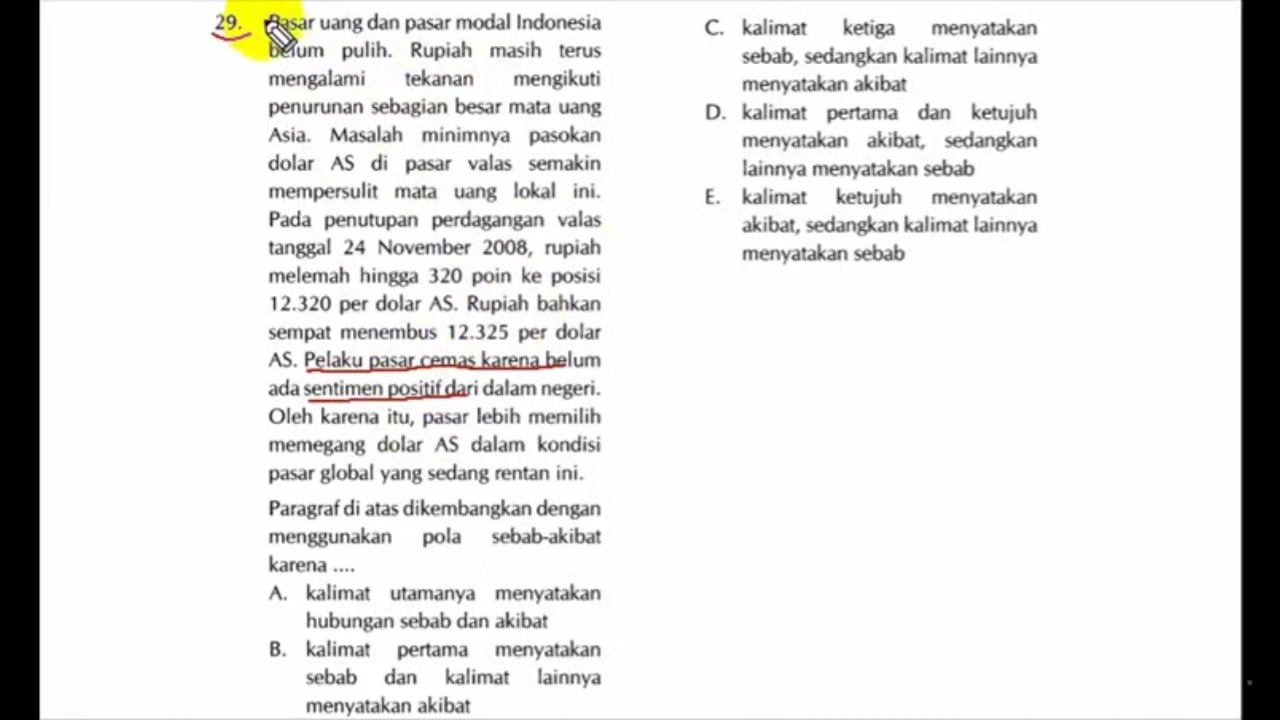 29. Pasar uang dan pasar modal Indonesia
belum pulih. Rupiah masih terus
mengalami tekanan mengikuti
penurunan sebagian besar mata uang
Asia. Masalah minimnya pasokan
dolar AS di pasar valas semakin
mempersulit mata uang lokal ini.
Pada penutupan perdagangan valas
tanggal 24 November 2008, rupiah
melemah hingga 320 poin ke posisi
12.320 per dolar AS. Rupiah bahkan
sempat menembus 12.325 per dolar
AS. Pelaku pasar cemas karena belum
ada sentimen positif dari dalam negeri.
Oleh karena itu, pasar lebih memilih
memegang dolar AS dalam kondisi
pasar global yang sedang rentan ini.
Paragraf di atas dikembangkan dengan
menggunakan pola sebab-akibat
karena ....
A. kalimat utamanya menyatakan
hubungan sebab dan akibat
B. kalimat pertama menyatakan
sebab dan kalimat lainnya
menyatakan akibat
C. kalimat ketiga menyatakan
sebab, sedangkan kalimat lainnya
menyatakan akibat
D. kalimat pertama dan ketujuh
menyatakan akibat, sedangkan
lainnya menyatakan sebab
E. kalimat ketujuh menyatakan
akibat, sedangkan kalimat lainnya
menyatakan sebab